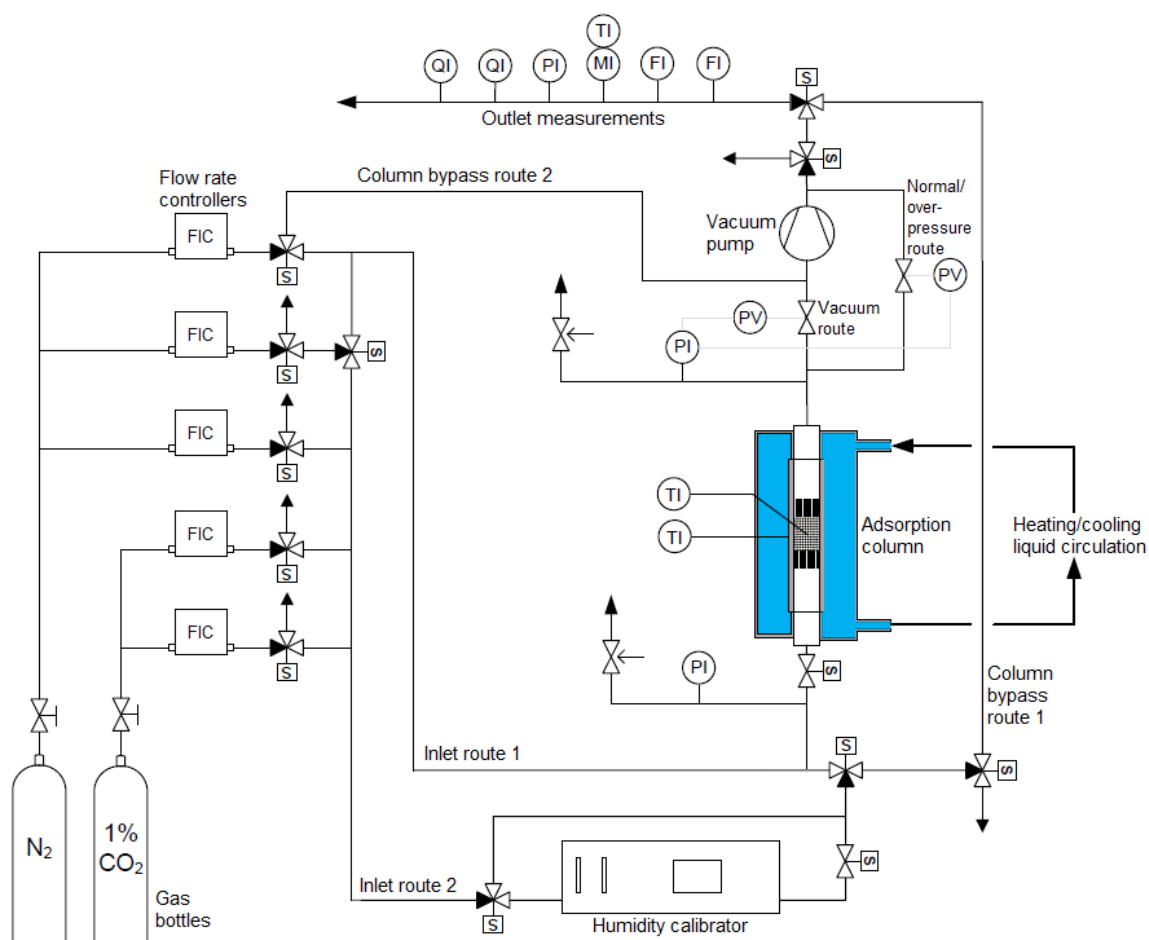 TI
QI
QI
PI
MI
FI
FI
S
Outlet measurements
S
Column bypass route 2
Normal/
over-
pressure
route
Flow rate
controllers
FIC
S
Vacuum
pump
PV
FIC
S
S
PV
Vacuum
route
PI
FIC
S
TI
TI
Adsorption
column
Heating/cooling
liquid circulation
FIC
S
FIC
S
PI
S
Column
bypass
route 1
Inlet route 1
S
S
N2
1%
CO2
Gas
bottles
Inlet route 2
S
S
Humidity calibrator